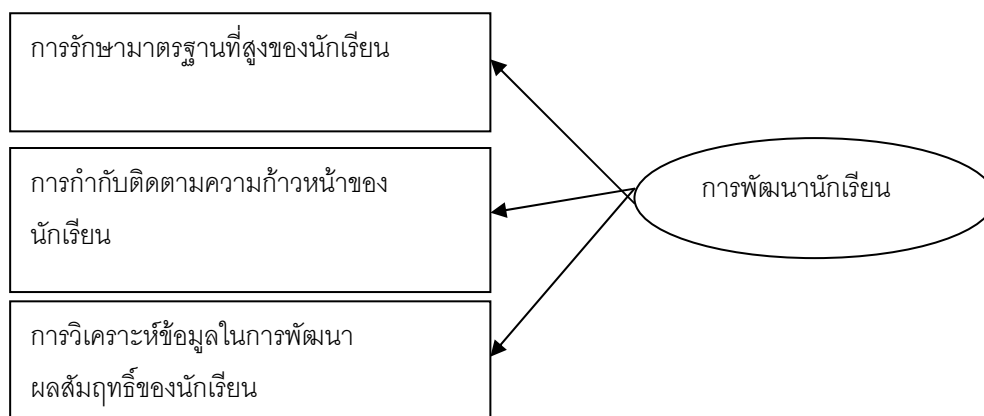 การรักษามาตรฐานที่สูงของนักเรียน
การกำกับติดตามความก้าวหน้าของ
นักเรียน
การพัฒนานักเรียน
การวิเคราะห์ข้อมูลในการพัฒนา
ผลสัมฤทธิ์ของนักเรียน